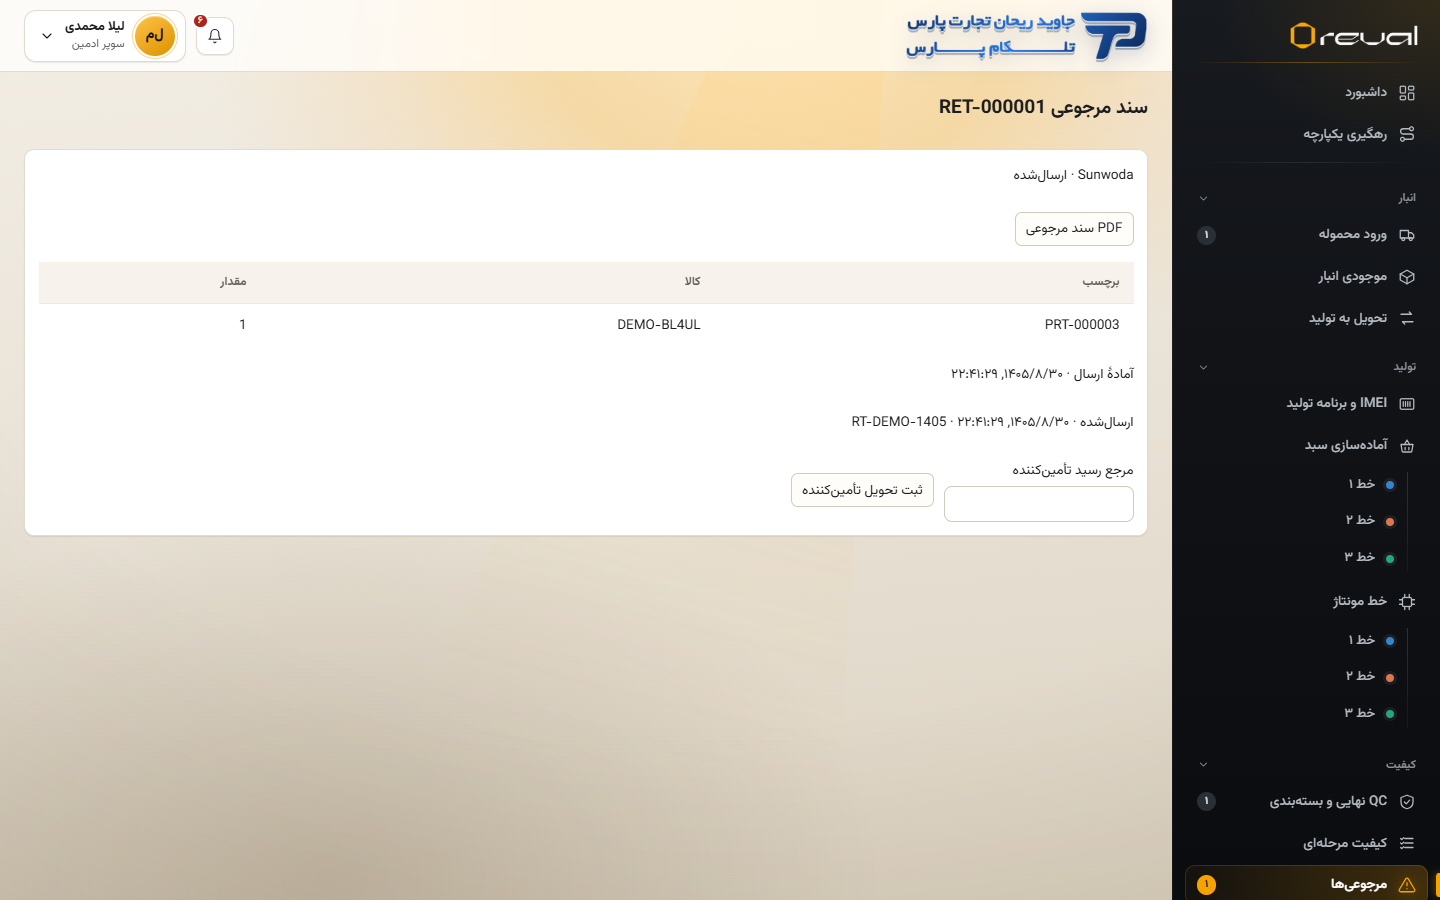 reval
داشبورد
رهگیری یکپارچه
انبار
ورود محموله ۱
موجودی انبار
تحویل به تولید
تولید
IMEI و برنامه تولید
آماده‌سازی سبد
خط ۱
خط ۲
خط ۳
خط مونتاژ
خط ۱
خط ۲
خط ۳
کیفیت
QC نهایی و بسته‌بندی ۱
کیفیت مرحله‌ای
مرجوعی‌ها ۱
جاوید ریحان تجارت پارس
تلکام پارس
۶
ل‌م
لیلا محمدی
سوپر ادمین
سند مرجوعی RET-000001
Sunwoda · ارسال‌شده
PDF سند مرجوعی
برچسب کالا مقدار
PRT-000003 DEMO-BL4UL 1
آمادهٔ ارسال · ۱۴۰۵/۸/۳۰, ۲۲:۴۱:۲۹
ارسال‌شده · ۱۴۰۵/۸/۳۰, ۲۲:۴۱:۲۹ · RT-DEMO-1405
مرجع رسید تأمین‌کننده
ثبت تحویل تأمین‌کننده